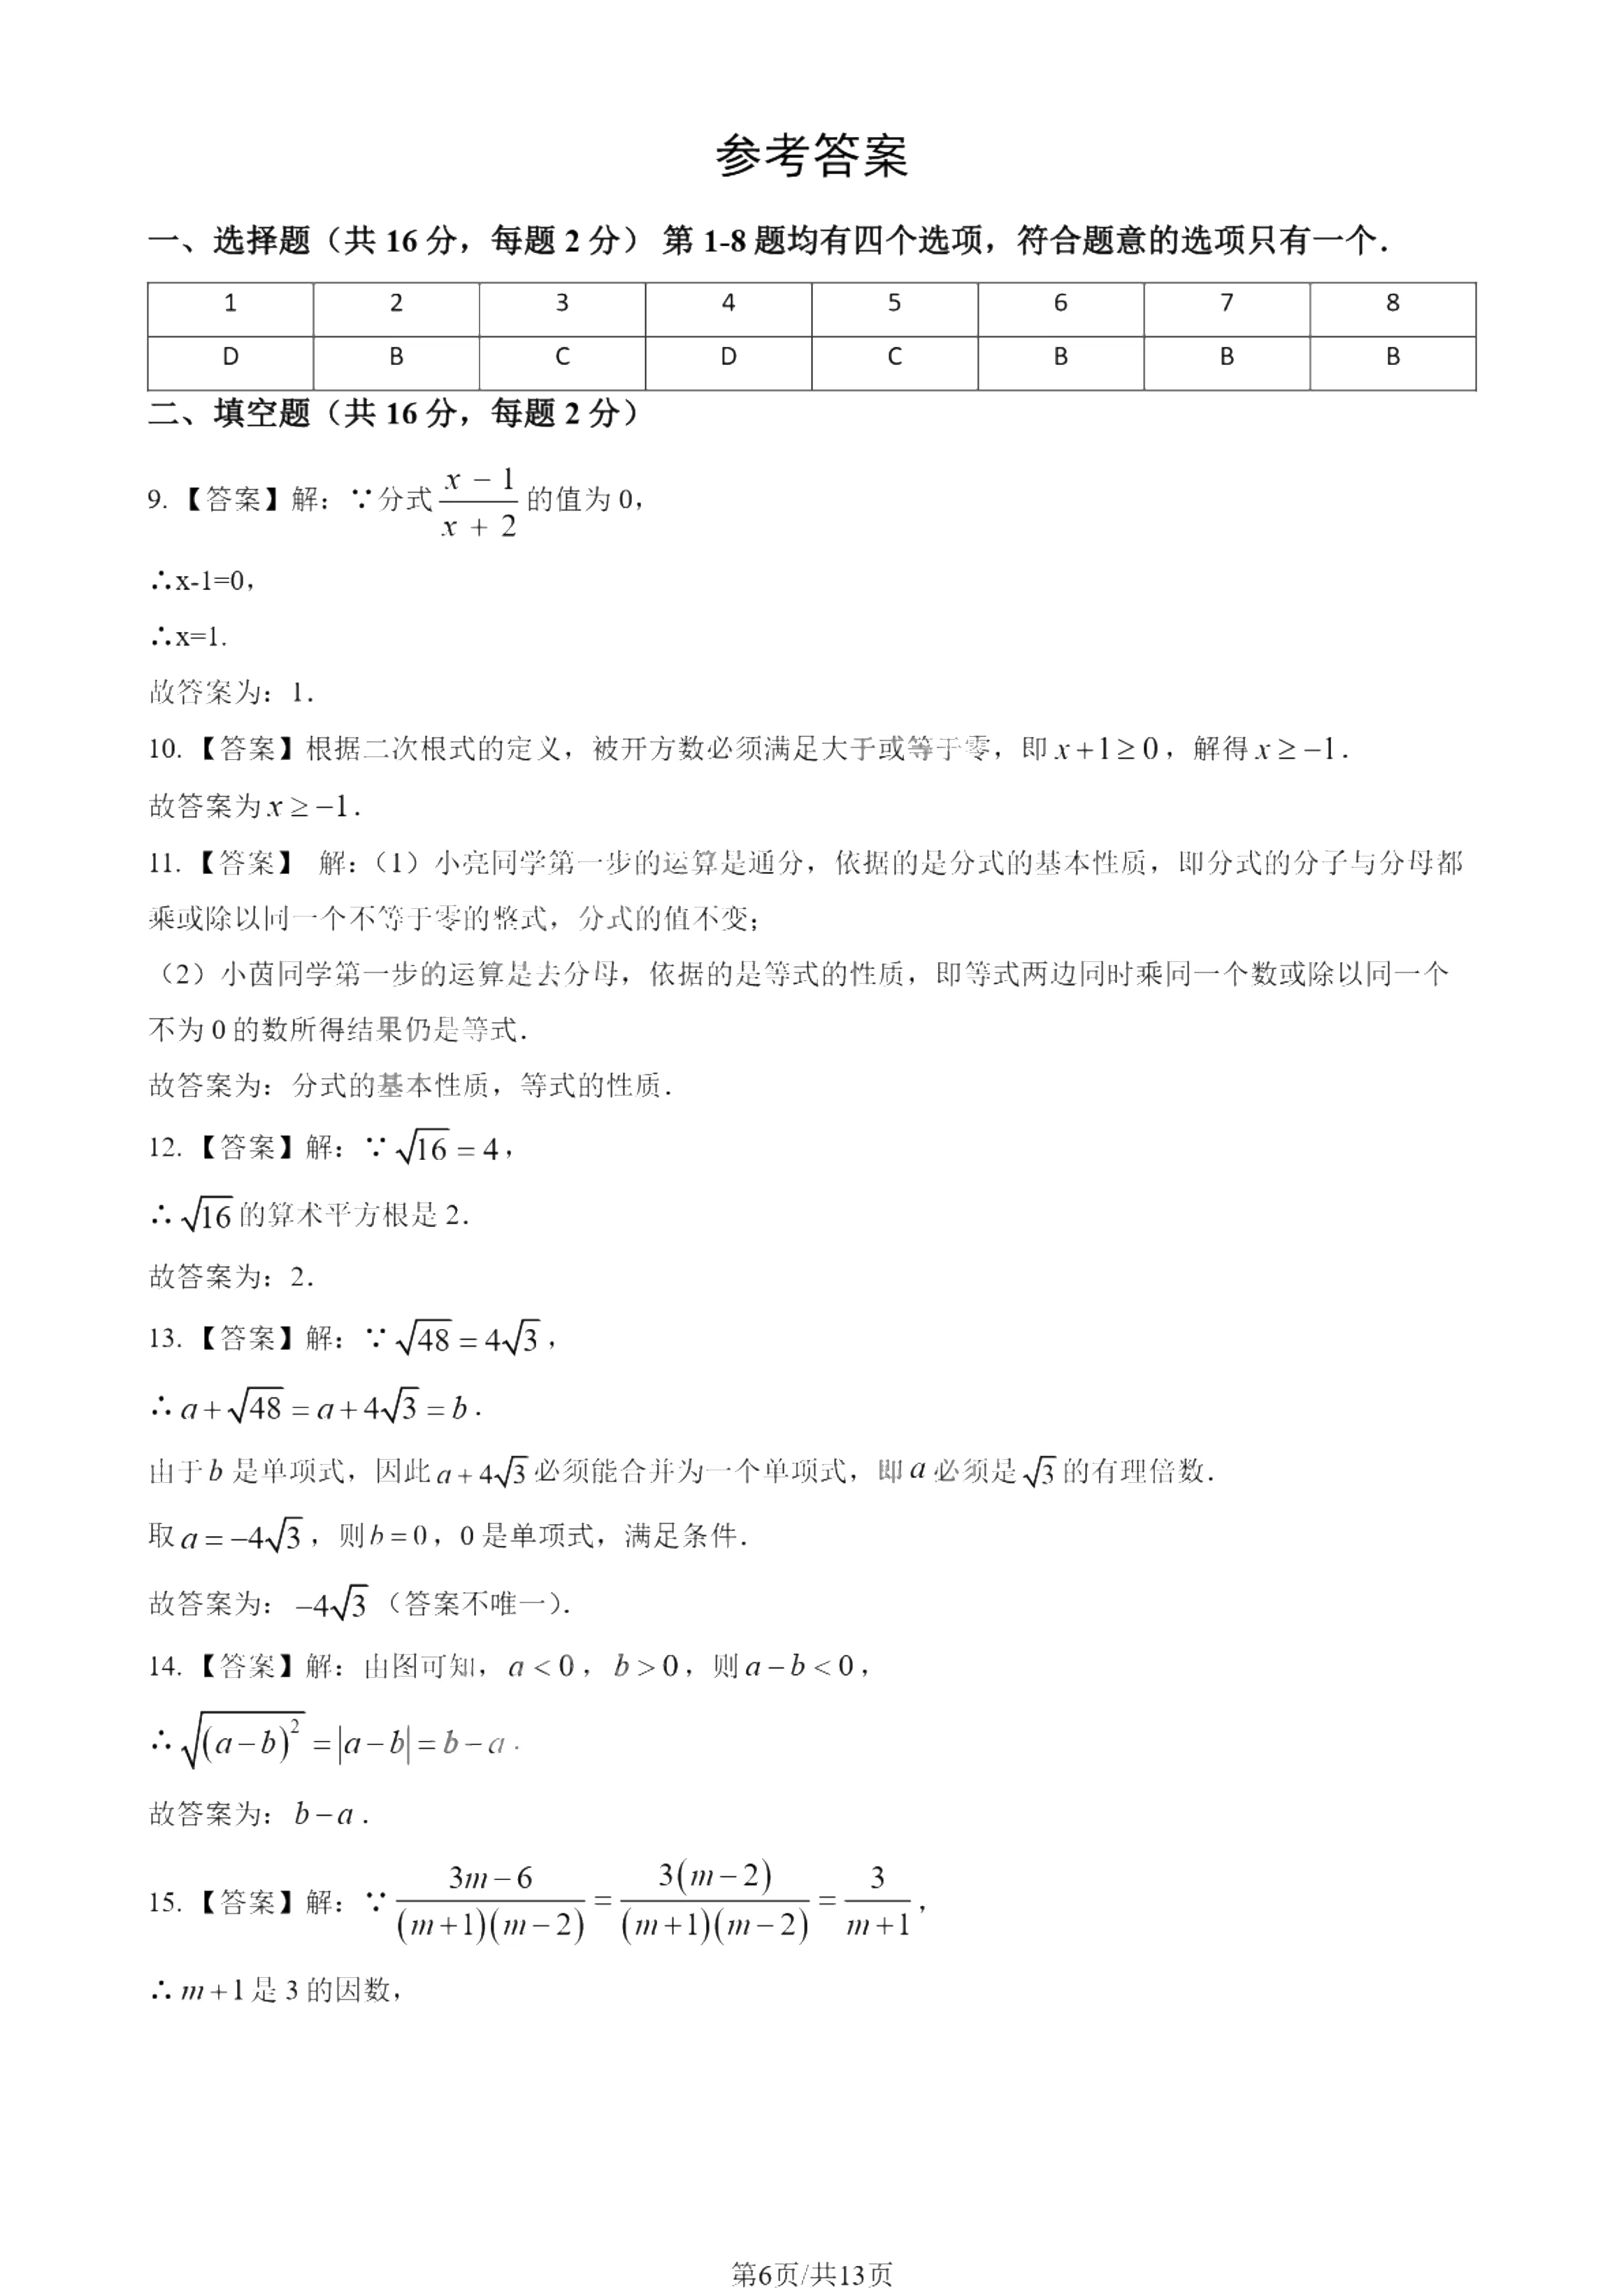 参考答案
一、选择题（共 16 分，每题 2 分） 第 1-8 题均有四个选项，符合题意的选项只有一个．
1 2 3 4 5 6 7 8
D B C D C B B B
二、填空题（共 16 分，每题 2 分）
9. 【答案】解：∵分式 \frac{x-1}{x+2} 的值为 0，
∴x-1=0，
∴x=1.
故答案为：1．
10. 【答案】根据二次根式的定义，被开方数必须满足大于或等于零，即 x+1≥0，解得 x≥−1．
故答案为 x≥−1．
11. 【答案】 解：（1）小亮同学第一步的运算是通分，依据的是分式的基本性质，即分式的分子与分母都
乘或除以同一个不等于零的整式，分式的值不变；
（2）小茵同学第一步的运算是去分母，依据的是等式的性质，即等式两边同时乘同一个数或除以同一个
不为 0 的数所得结果仍是等式．
故答案为：分式的基本性质，等式的性质．
12. 【答案】解：∵ √16 = 4，
∴ √16 的算术平方根是 2．
故答案为：2．
13. 【答案】解：∵ √48 = 4√3，
∴ a+√48 = a+4√3 = b．
由于 b 是单项式，因此 a+4√3 必须能合并为一个单项式，即 a 必须是 √3 的有理倍数．
取 a=−4√3，则 b=0，0 是单项式，满足条件．
故答案为：−4√3（答案不唯一）．
14. 【答案】解：由图可知，a<0，b>0，则 a−b<0，
∴ √((a−b)²) = |a−b| = b−a．
故答案为：b−a．
15. 【答案】解：∵ \frac{3m-6}{(m+1)(m-2)} = \frac{3(m-2)}{(m+1)(m-2)} = \frac{3}{m+1}，
∴ m+1 是 3 的因数，
第6页/共13页